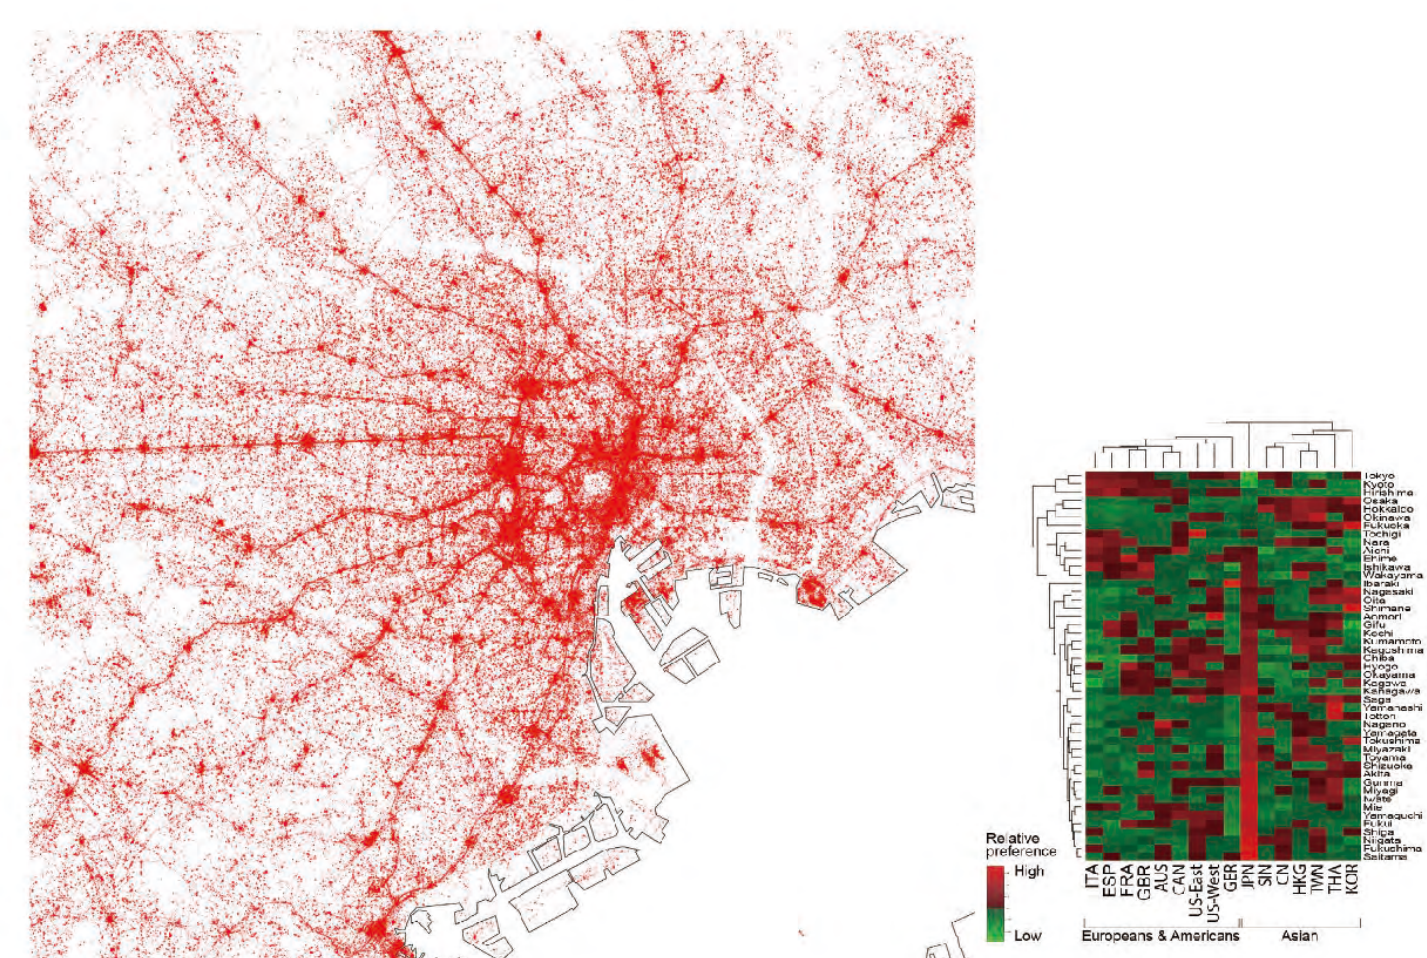 Tokyo
Kyoto
Hirishima
Osaka
Hokkaido
Okinawa
Fukuoka
Tochigi
Nara
Aichi
Ehime
Ishikawa
Wakayama
Ibaraki
Nagasaki
Oita
Shimane
Aomori
Gifu
Kochi
Kumamoto
Kagoshima
Chiba
Hyogo
Okayama
Kagawa
Kanagawa
Saga
Yamanashi
Tottori
Nagano
Yamagata
Tokushima
Miyazaki
Toyama
Shizuoka
Akita
Gunma
Miyagi
Iwate
Mie
Yamaguchi
Fukui
Shiga
Niigata
Fukushima
Saitama
Relative
preference
High
Low
ITA ESP FRA GBR AUS CAN US-East US-West GER JPN SIN CN HKG TWN THA KOR
Europeans & Americans Asian